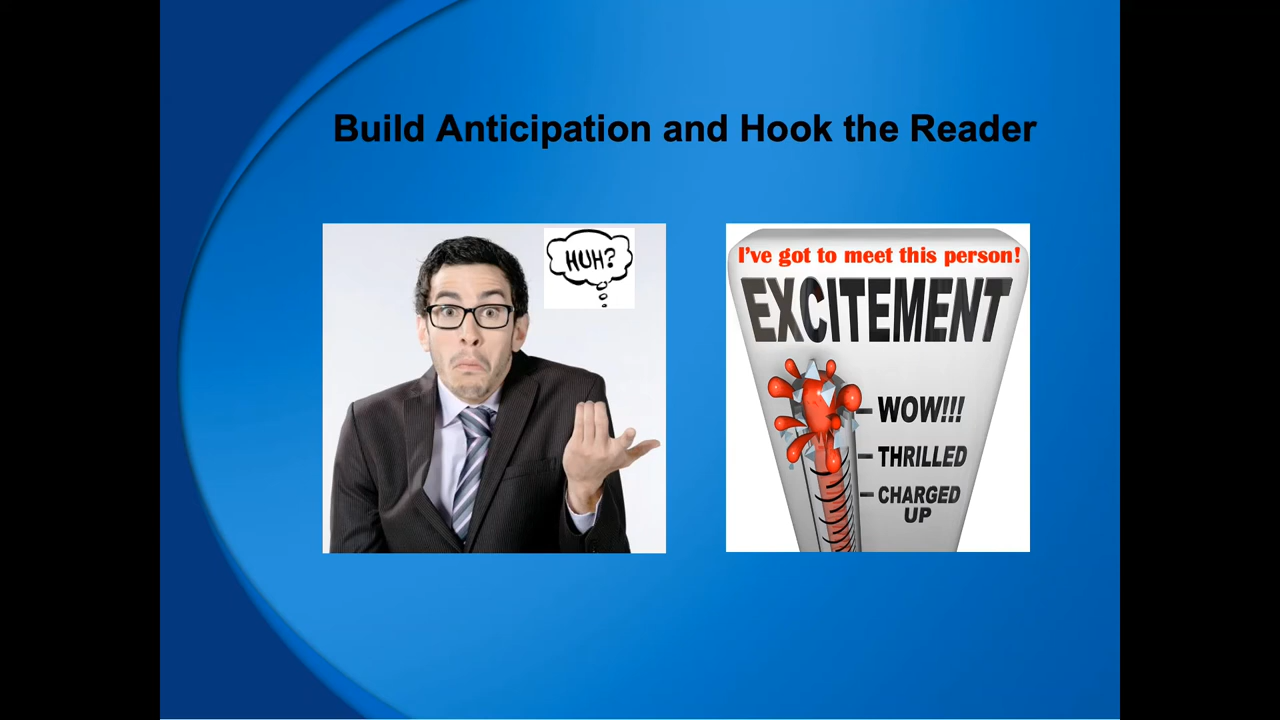 Build Anticipation and Hook the Reader
HUH?
I've got to meet this person!
EXCITEMENT
WOW!!!
THRILLED
CHARGED
UP